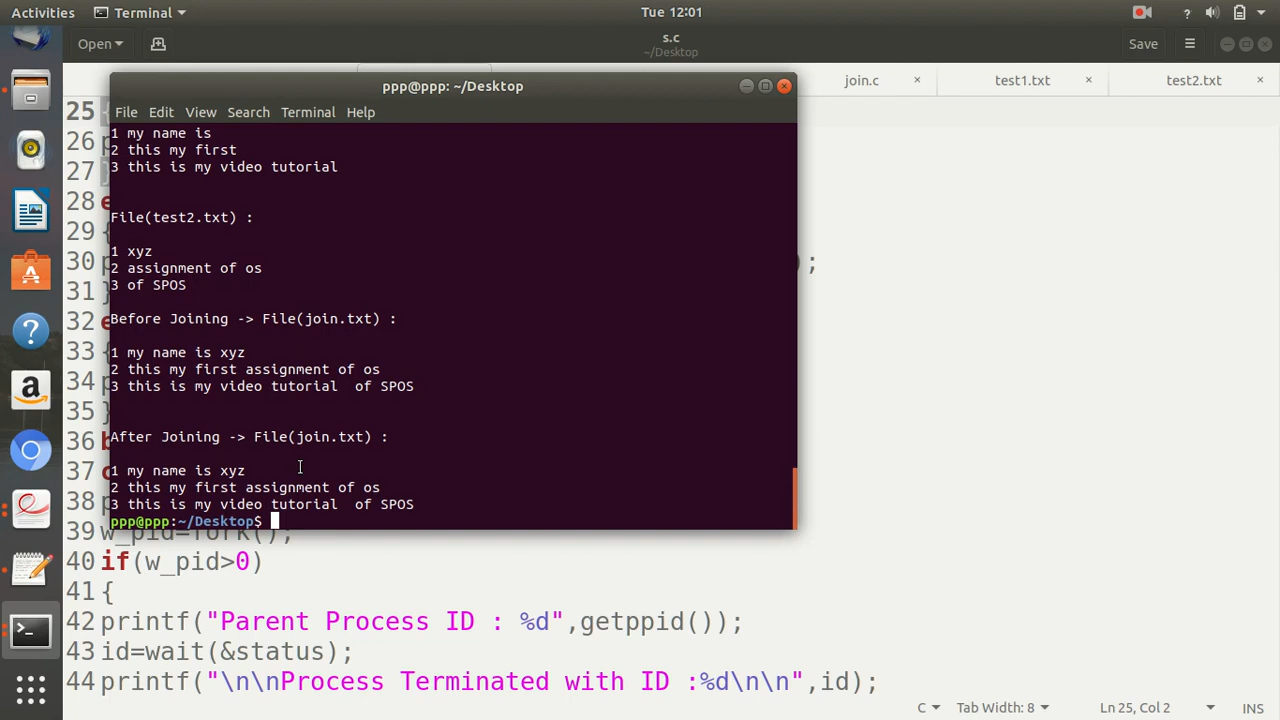 Activities
Terminal
Tue 12:01
?
Open
s.c
~/Desktop
Save
join.c ×
test1.txt ×
test2.txt ×
ppp@ppp: ~/Desktop
File Edit View Search Terminal Help
1 my name is
2 this my first
3 this is my video tutorial
File(test2.txt) :
1 xyz
2 assignment of os
3 of SPOS
Before Joining -> File(join.txt) :
1 my name is xyz
2 this my first assignment of os
3 this is my video tutorial  of SPOS
After Joining -> File(join.txt) :
1 my name is xyz
2 this my first assignment of os
3 this is my video tutorial  of SPOS
ppp@ppp:~/Desktop$
25 {
26 p
27 }
28 e
29 {
30 p );
31 }
32 e
33 {
34 p
35 }
36 b
37 c
38 p
39 w_pid=fork();
40 if(w_pid>0)
41 {
42 printf("Parent Process ID : %d",getppid());
43 id=wait(&status);
44 printf("\n\nProcess Terminated with ID :%d\n\n",id);
C
Tab Width: 8
Ln 25, Col 2
INS